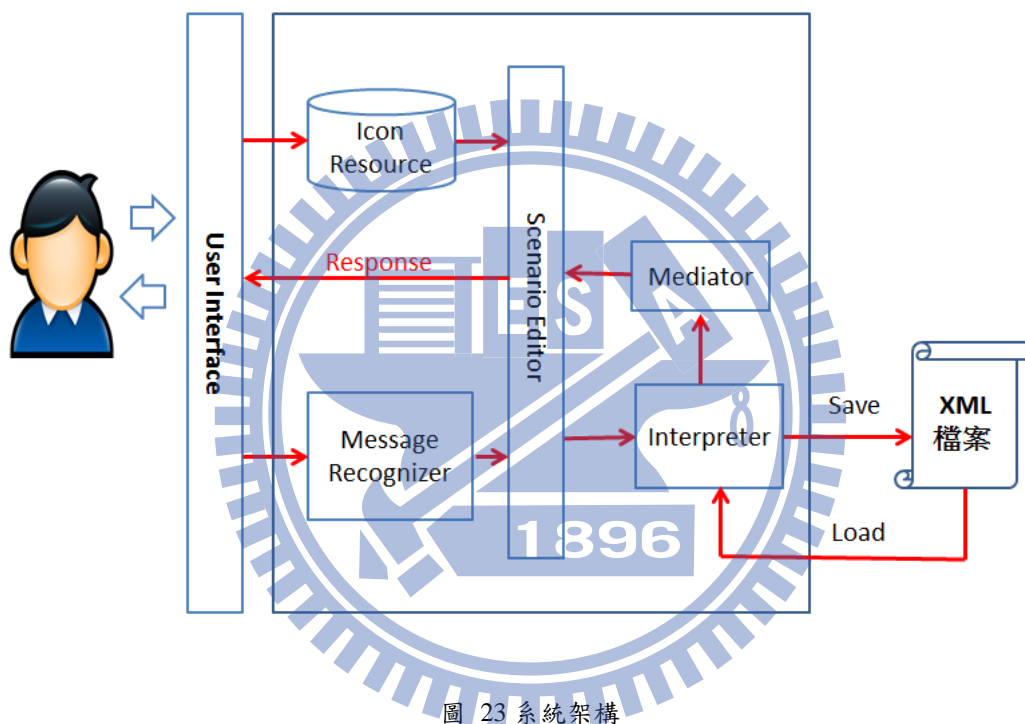 Icon
Resource
User Interface
Response
Scenario Editor
Mediator
Message
Recognizer
Interpreter
Save
XML
檔案
Load
E S A
8
1896
圖 23 系統架構